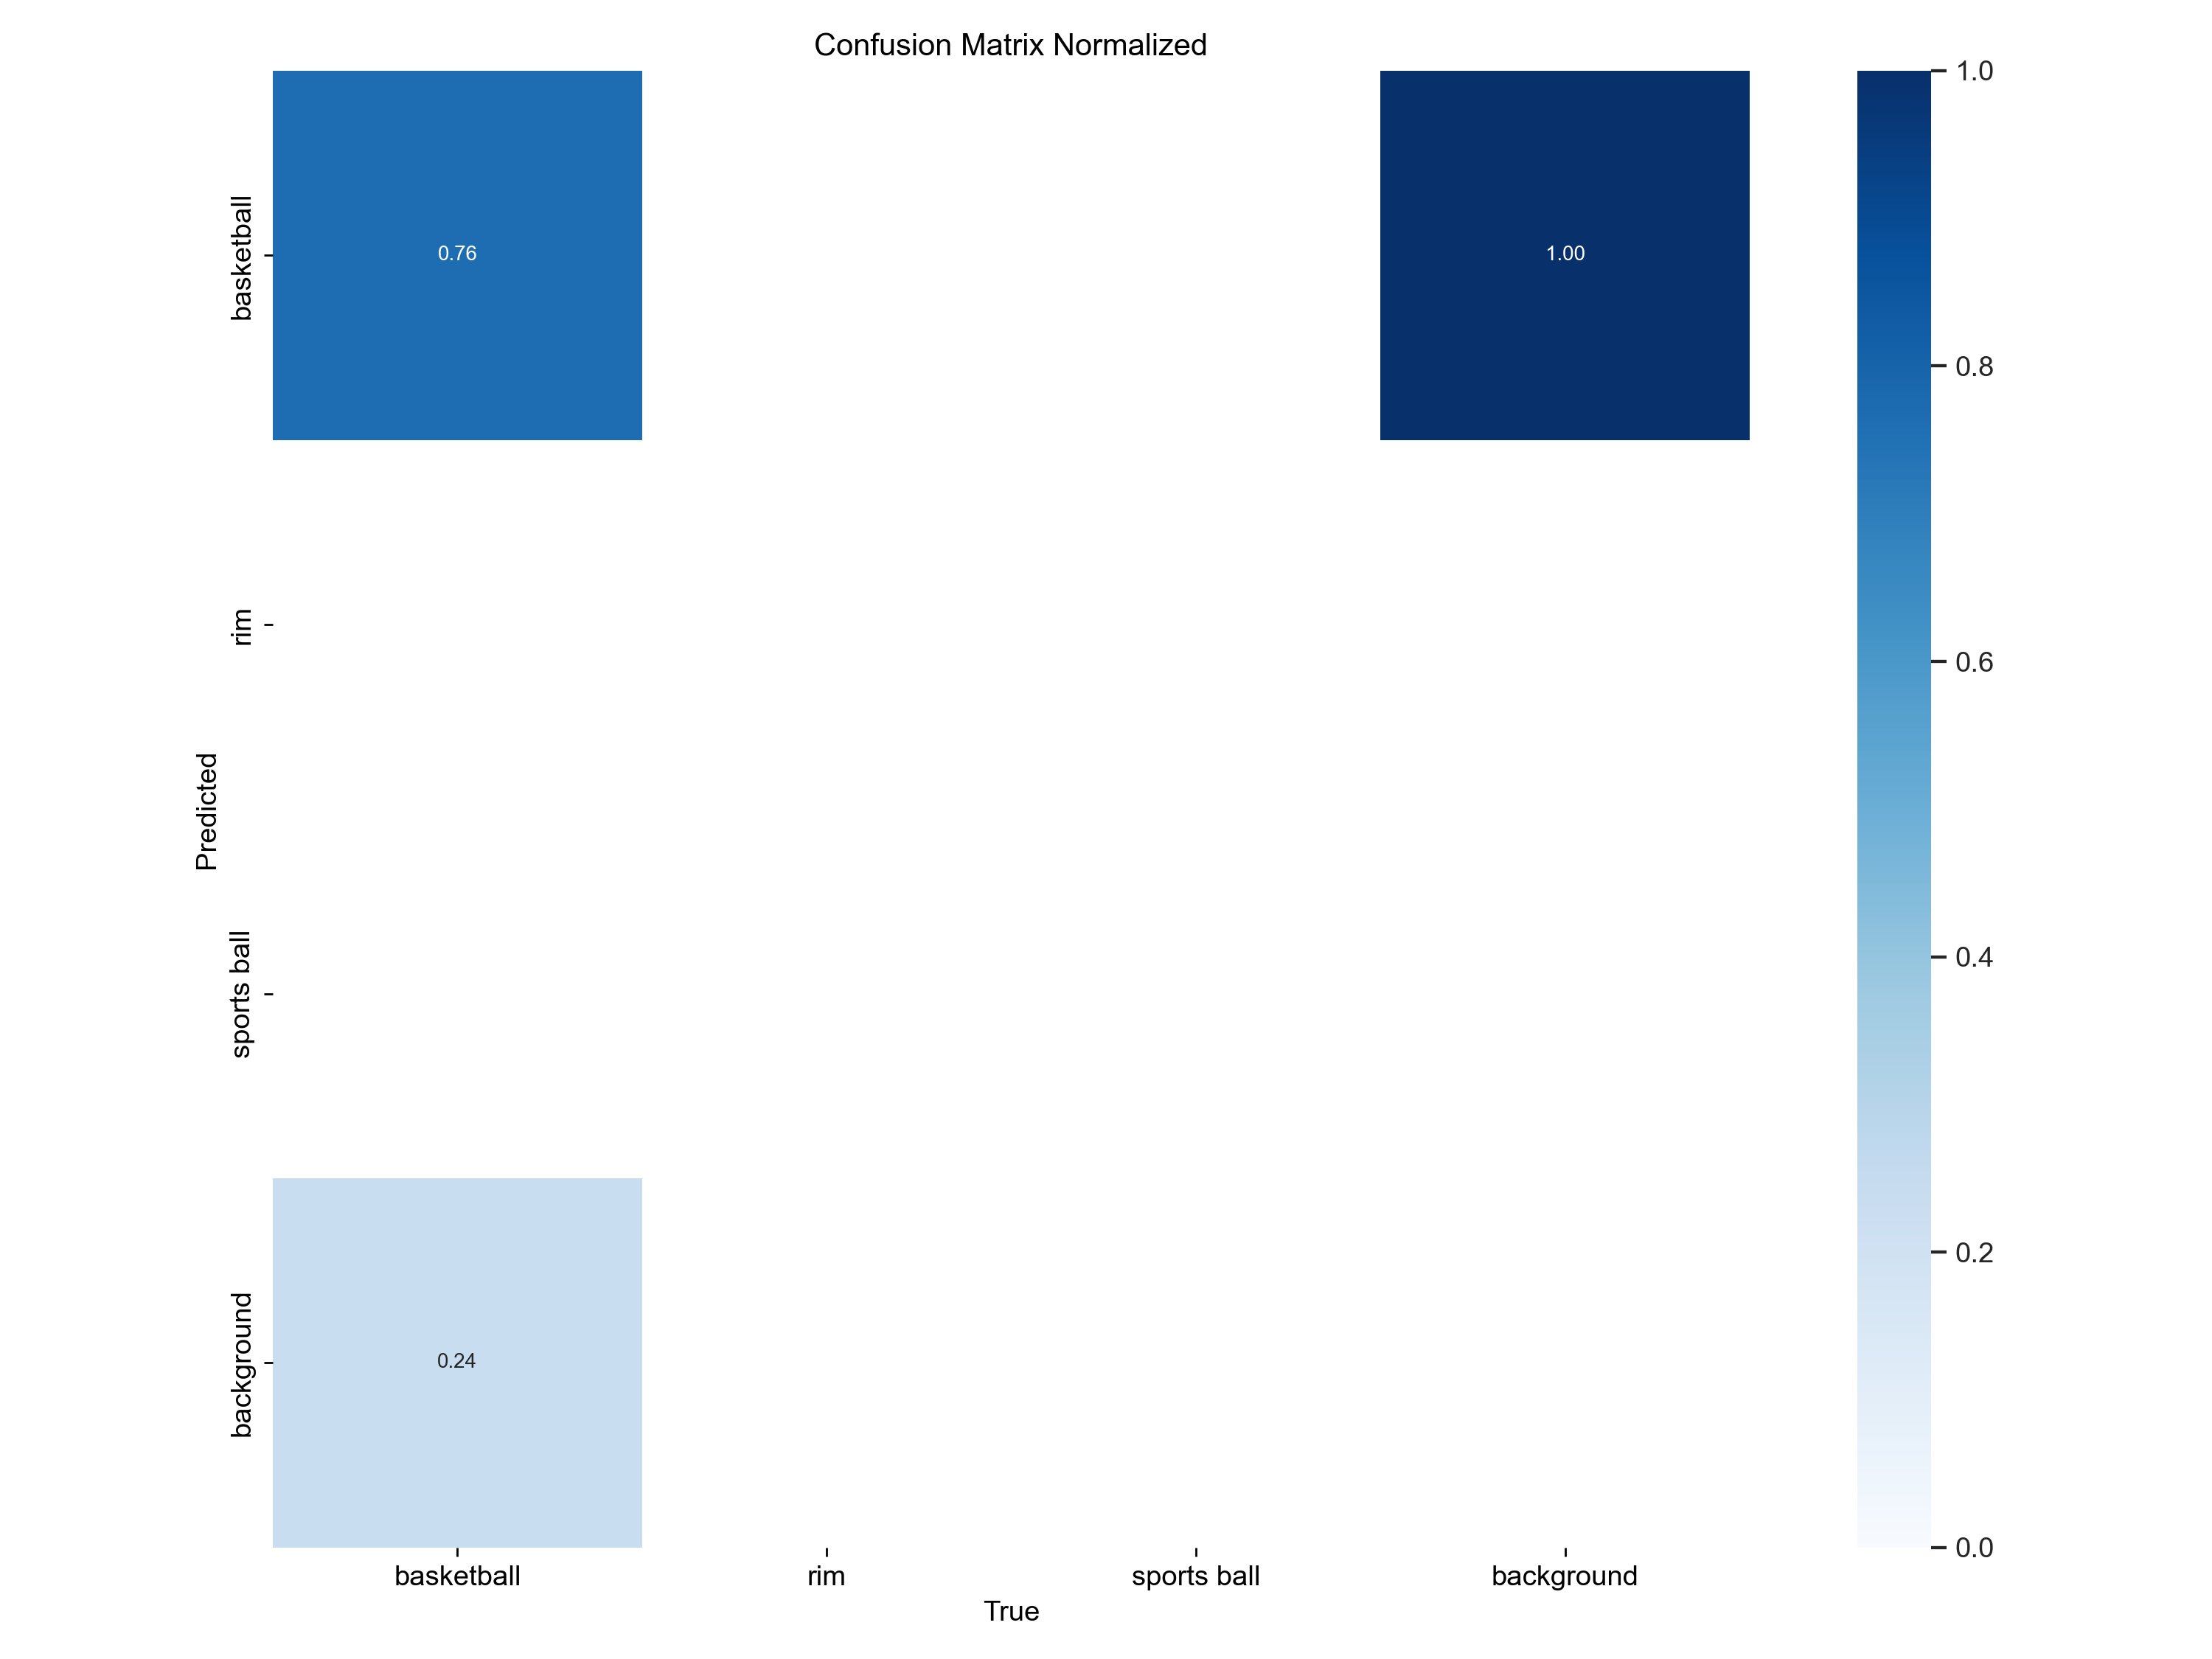 Confusion Matrix Normalized
basketball
rim
sports ball
background
Predicted
0.76
1.00
0.24
basketball
rim
sports ball
background
True
1.0
0.8
0.6
0.4
0.2
0.0